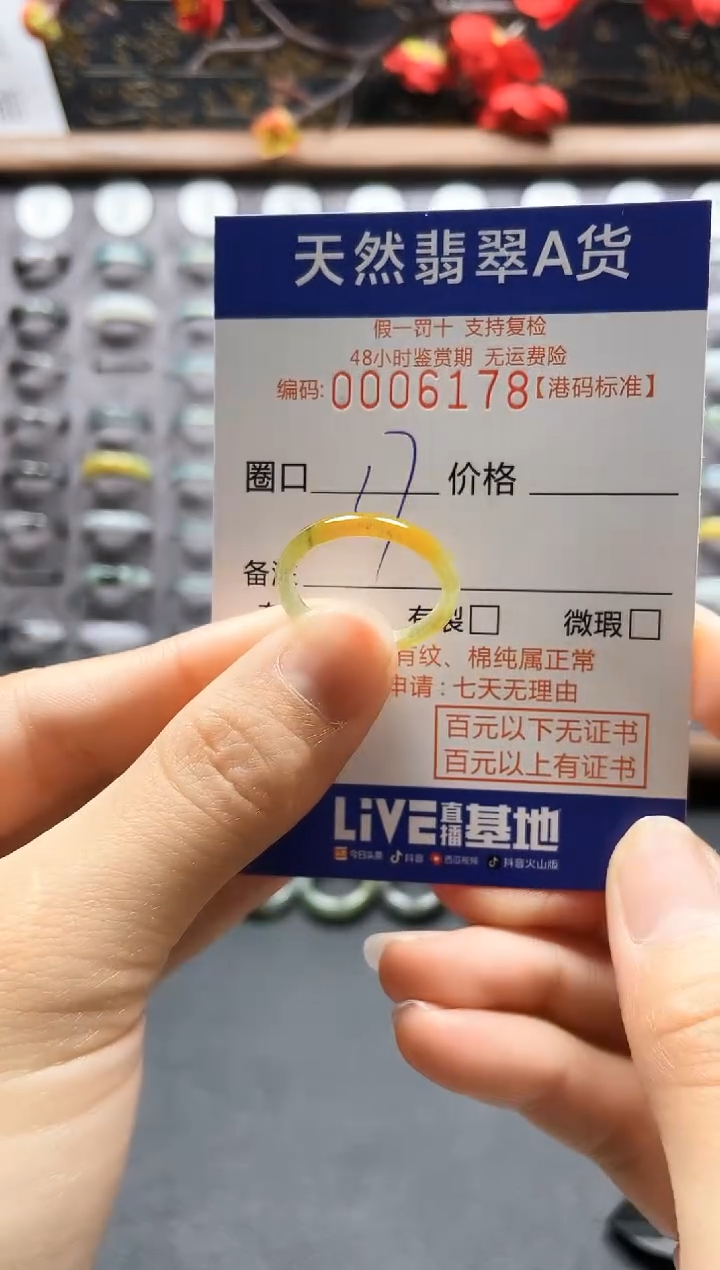 天然翡翠A货
假一罚十 支持复检
48小时鉴赏期 无运费险
编码:0006178【港码标准】
圈口 17 价格
备注
有裂□ 微瑕□
有纹、棉纯属正常
申请:七天无理由
百元以下无证书
百元以上有证书
LiVE直播基地
今日头条 抖音 西瓜视频 抖音火山版